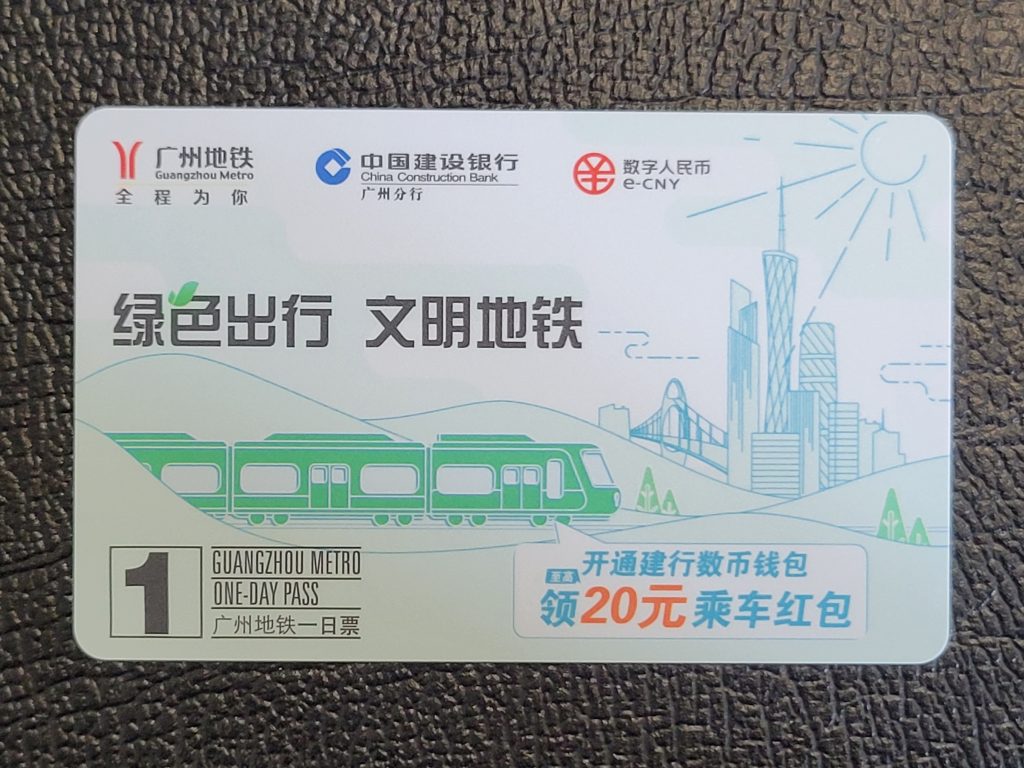 广州地铁
Guangzhou Metro
全程为你
中国建设银行
China Construction Bank
广州分行
数字人民币
e-CNY
绿色出行 文明地铁
1
GUANGZHOU METRO
ONE-DAY PASS
广州地铁一日票
开通建行数币钱包
至高
领20元乘车红包